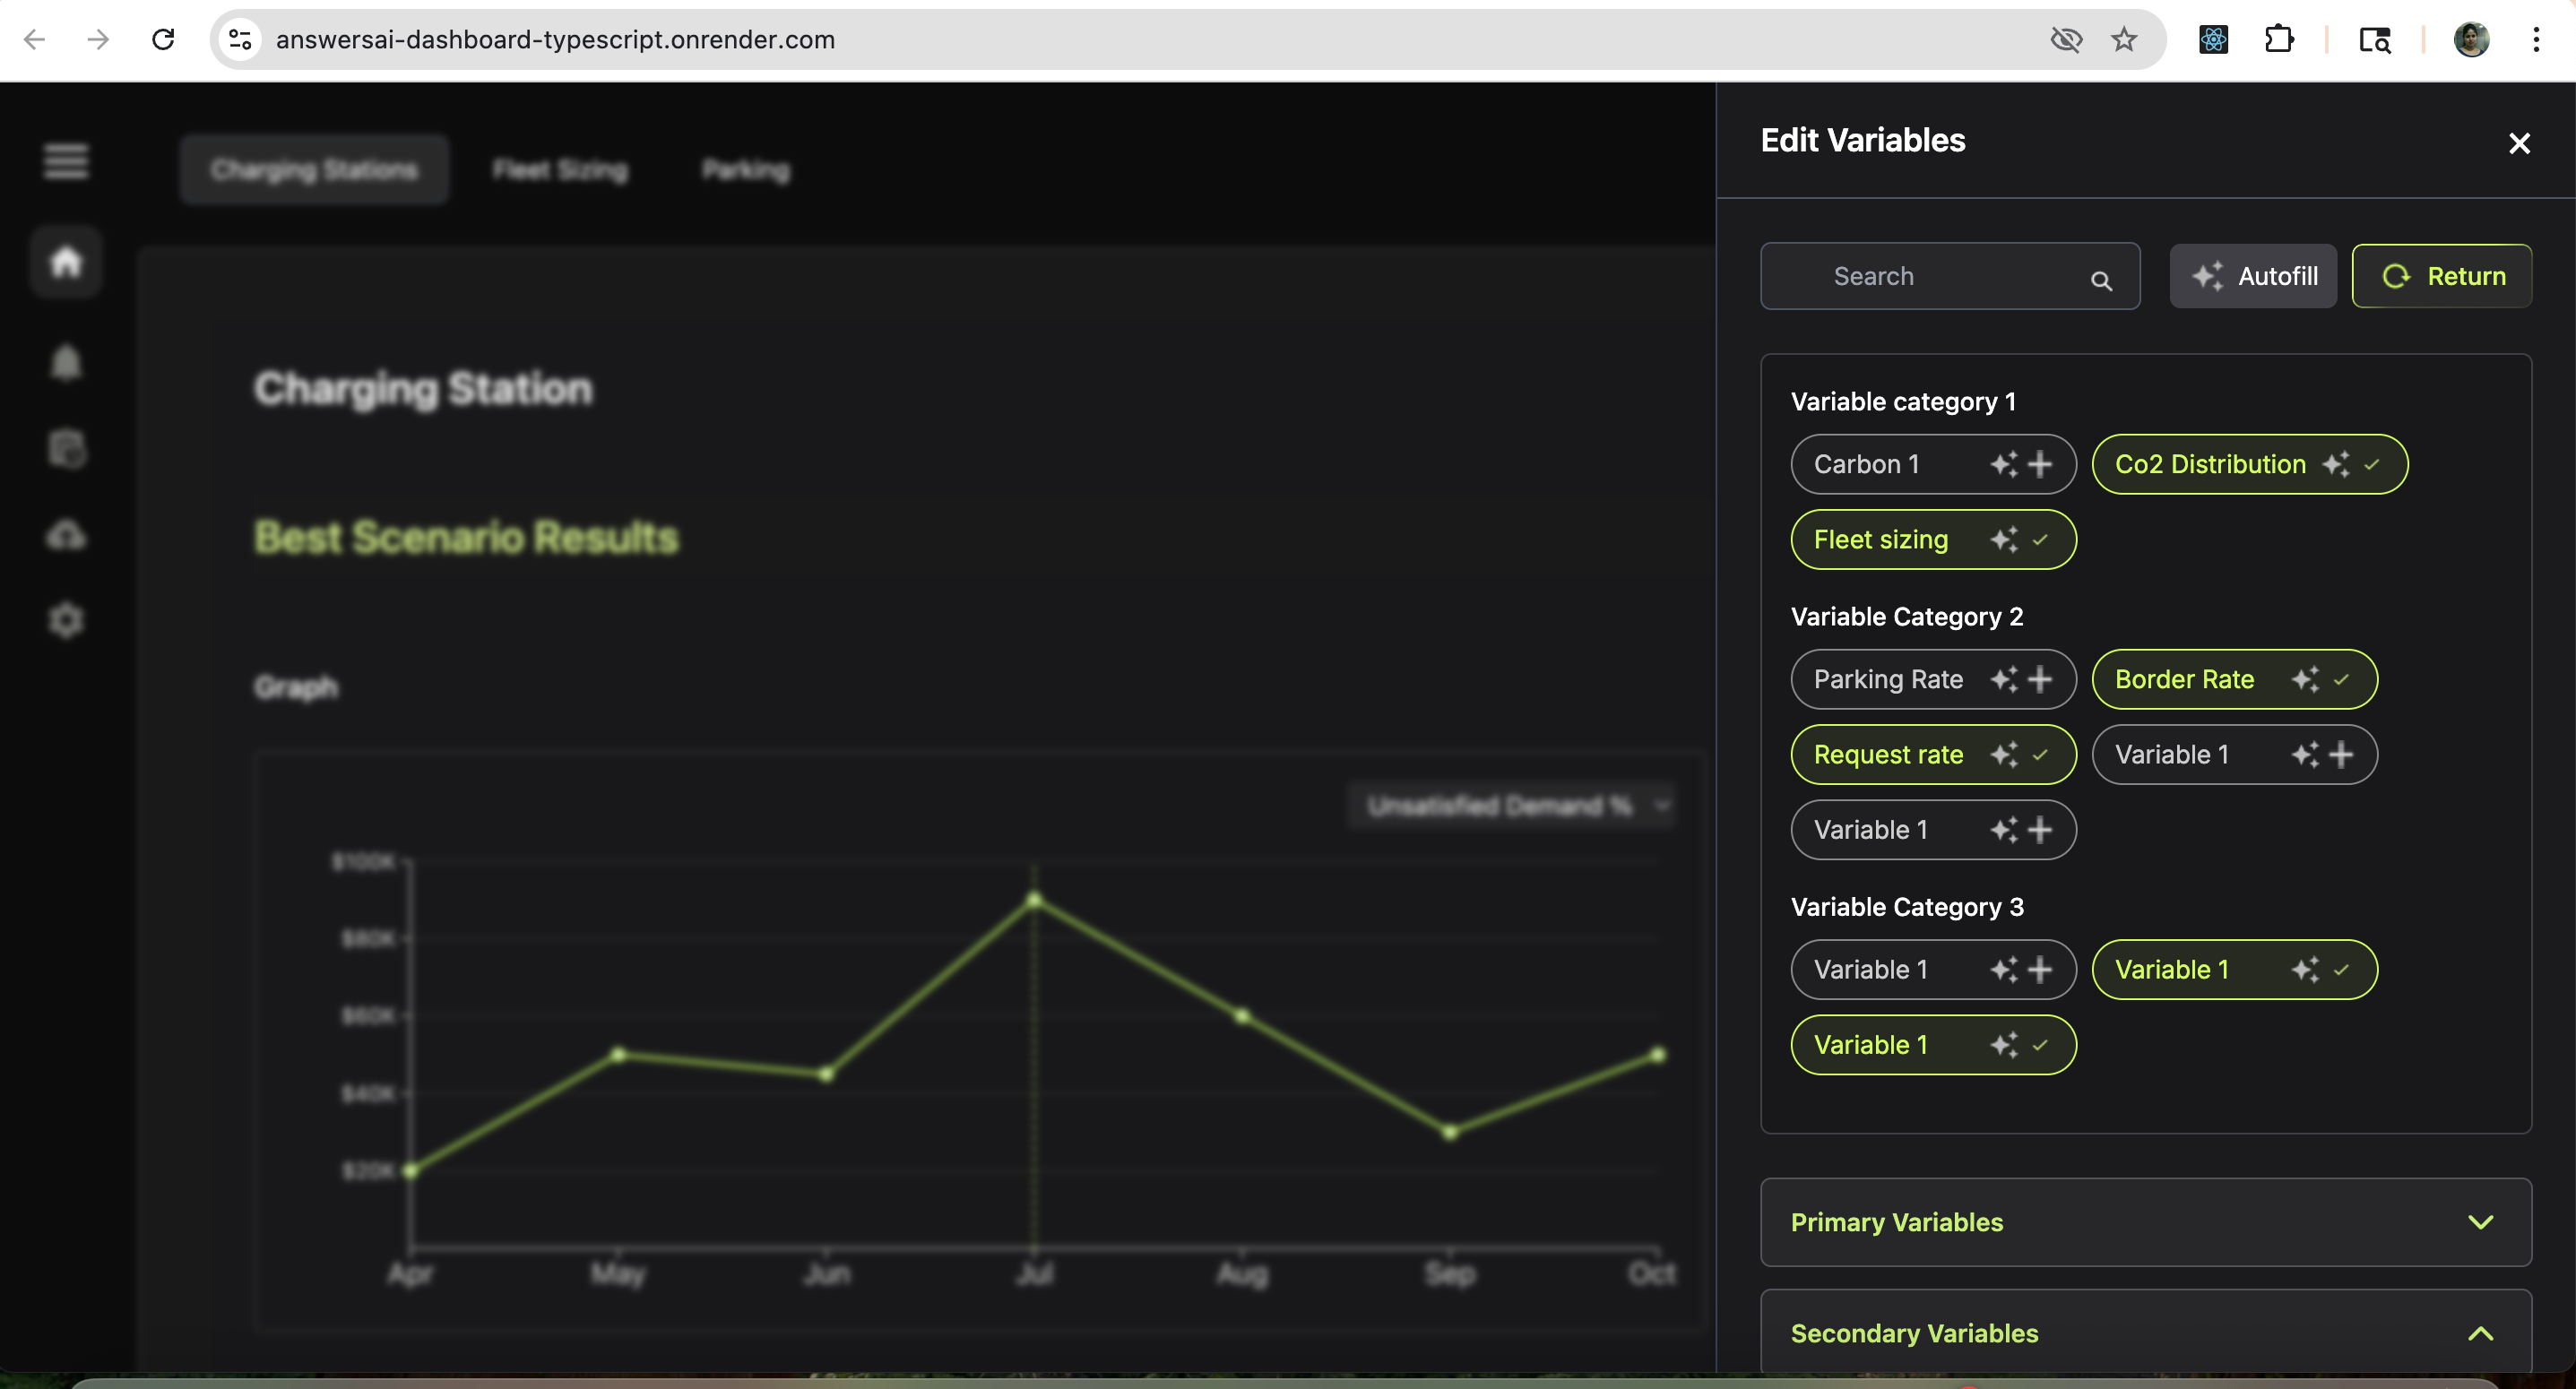 answersai-dashboard-typescript.onrender.com
Charging Stations Fleet Sizing Parking
Charging Station
Best Scenario Results
Graph
Unsatisfied Demand %
$100K
$80K
$60K
$40K
$20K
Apr May Jun Jul Aug Sep Oct
Edit Variables
Search Autofill Return
Variable category 1
Carbon 1 Co2 Distribution
Fleet sizing
Variable Category 2
Parking Rate Border Rate
Request rate Variable 1
Variable 1
Variable Category 3
Variable 1 Variable 1
Variable 1
Primary Variables
Secondary Variables